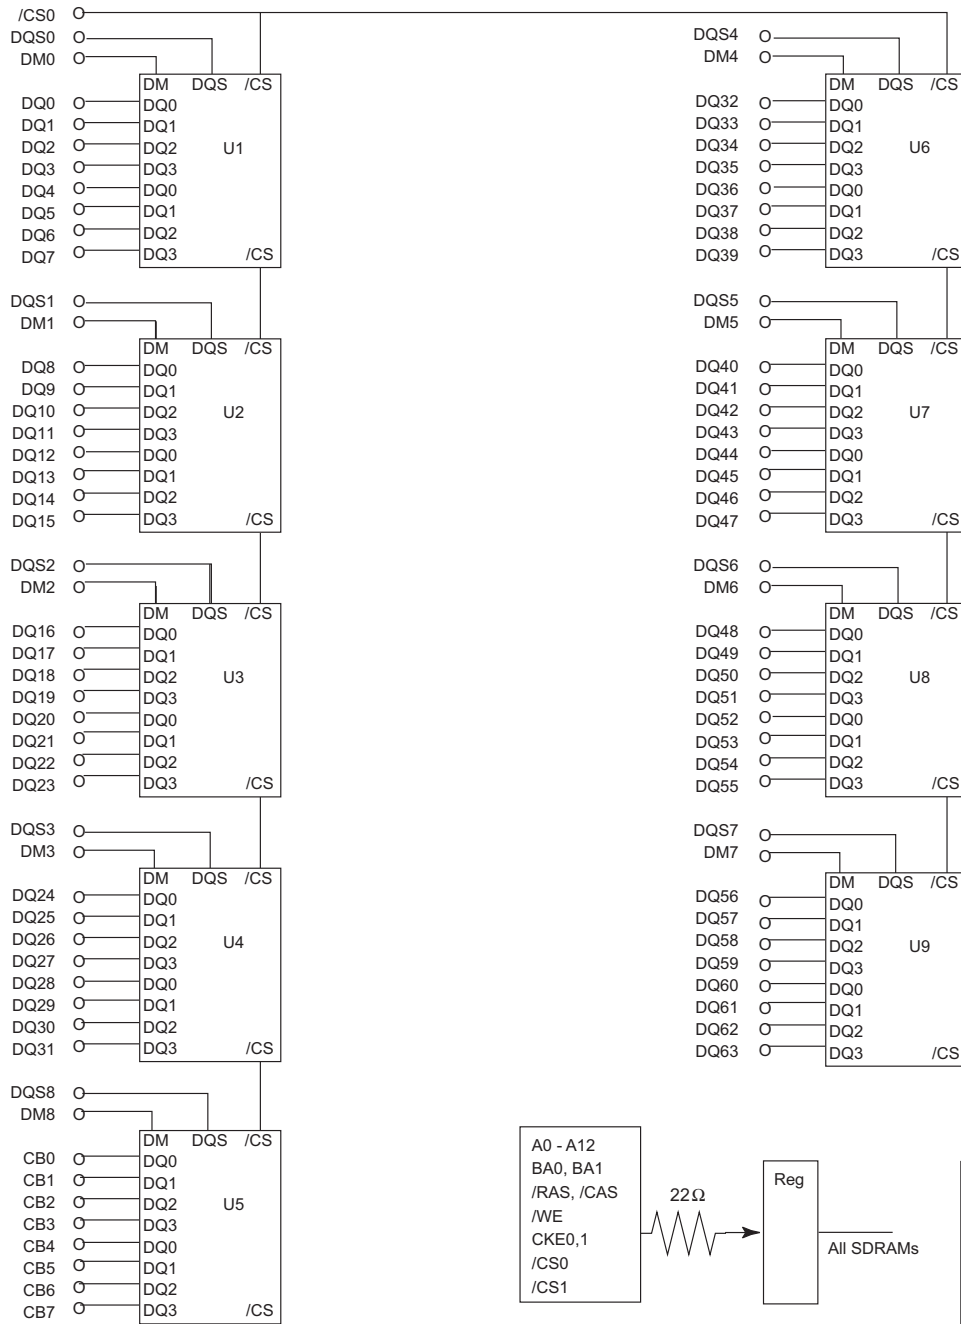 /CS0
DQS0
DM0
DM DQS /CS
DQ0 DQ0
DQ1 DQ1
DQ2 DQ2 U1
DQ3 DQ3
DQ4 DQ0
DQ5 DQ1
DQ6 DQ2
DQ7 DQ3 /CS
DQS1
DM1
DM DQS /CS
DQ8 DQ0
DQ9 DQ1
DQ10 DQ2 U2
DQ11 DQ3
DQ12 DQ0
DQ13 DQ1
DQ14 DQ2
DQ15 DQ3 /CS
DQS2
DM2
DM DQS /CS
DQ16 DQ0
DQ17 DQ1
DQ18 DQ2 U3
DQ19 DQ3
DQ20 DQ0
DQ21 DQ1
DQ22 DQ2
DQ23 DQ3 /CS
DQS3
DM3
DM DQS /CS
DQ24 DQ0
DQ25 DQ1
DQ26 DQ2 U4
DQ27 DQ3
DQ28 DQ0
DQ29 DQ1
DQ30 DQ2
DQ31 DQ3 /CS
DQS8
DM8
DM DQS /CS
CB0 DQ0
CB1 DQ1
CB2 DQ2 U5
CB3 DQ3
CB4 DQ0
CB5 DQ1
CB6 DQ2
CB7 DQ3 /CS
DQS4
DM4
DM DQS /CS
DQ32 DQ0
DQ33 DQ1
DQ34 DQ2 U6
DQ35 DQ3
DQ36 DQ0
DQ37 DQ1
DQ38 DQ2
DQ39 DQ3 /CS
DQS5
DM5
DM DQS /CS
DQ40 DQ0
DQ41 DQ1
DQ42 DQ2 U7
DQ43 DQ3
DQ44 DQ0
DQ45 DQ1
DQ46 DQ2
DQ47 DQ3 /CS
DQS6
DM6
DM DQS /CS
DQ48 DQ0
DQ49 DQ1
DQ50 DQ2 U8
DQ51 DQ3
DQ52 DQ0
DQ53 DQ1
DQ54 DQ2
DQ55 DQ3 /CS
DQS7
DM7
DM DQS /CS
DQ56 DQ0
DQ57 DQ1
DQ58 DQ2 U9
DQ59 DQ3
DQ60 DQ0
DQ61 DQ1
DQ62 DQ2
DQ63 DQ3 /CS
A0 - A12
BA0, BA1
/RAS, /CAS
/WE
CKE0,1
/CS0
/CS1
22Ω
Reg
All SDRAMs